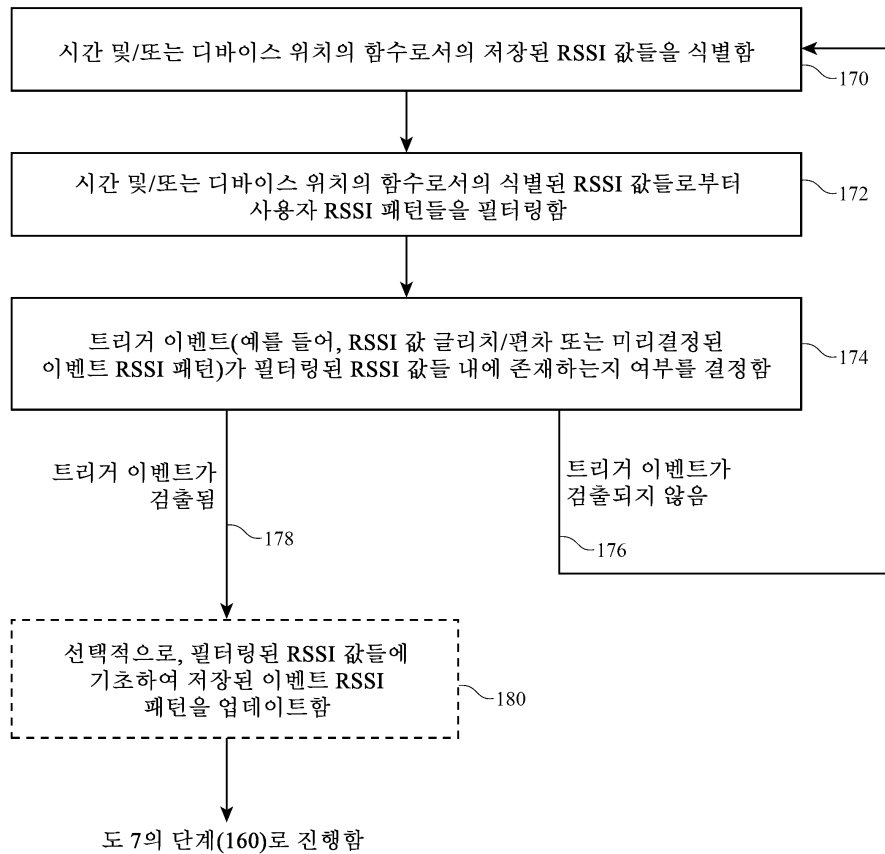 시간 및/또는 디바이스 위치의 함수로서의 저장된 RSSI 값들을 식별함
170
시간 및/또는 디바이스 위치의 함수로서의 식별된 RSSI 값들로부터
사용자 RSSI 패턴들을 필터링함
172
트리거 이벤트(예를 들어, RSSI 값 글리치/편차 또는 미리결정된
이벤트 RSSI 패턴)가 필터링된 RSSI 값들 내에 존재하는지 여부를 결정함
174
트리거 이벤트가
검출됨
178
트리거 이벤트가
검출되지 않음
176
선택적으로, 필터링된 RSSI 값들에
기초하여 저장된 이벤트 RSSI
패턴을 업데이트함
180
도 7의 단계(160)로 진행함